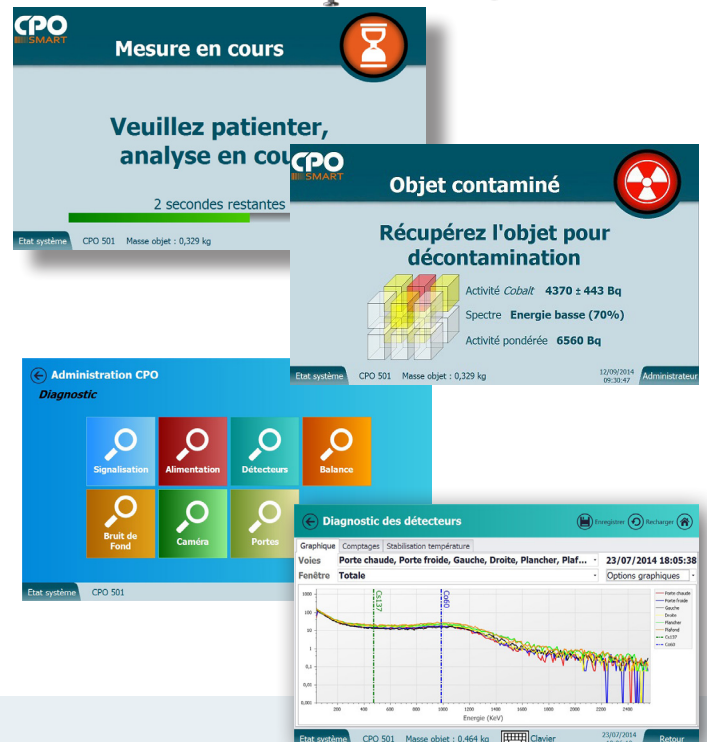 CPO
SMART
Mesure en cours
Veuillez patienter,
analyse en cou
2 secondes restantes
Etat système CPO 501 Masse objet : 0,329 kg
CPO
SMART
Objet contaminé
Récupérez l'objet pour
décontamination
Activité Cobalt 4370 ± 443 Bq
Spectre Energie basse (70%)
Activité pondérée 6560 Bq
Etat système CPO 501 Masse objet : 0,329 kg 12/09/2014 09:30:47 Administrateur
Administration CPO
Diagnostic
Signalisation
Alimentation
Détecteurs
Balance
Bruit de
Fond
Caméra
Portes
Etat système CPO 501
Diagnostic des détecteurs Enregistrer Recharger
Graphique Comptages Stabilisation température
Voies Porte chaude, Porte froide, Gauche, Droite, Plancher, Plaf... 23/07/2014 18:05:38
Fenêtre Totale Options graphiques
1000
100
10
1
0,1
0,01
0,001
Cs137
Co60
Porte chaude
Porte froide
Gauche
Droite
Plancher
Plafond
Cs137
Co60
200 400 600 800 1000 1200 1400 1600 1800 2000 2200 2400
Energie (KeV)
Etat système CPO 501 Masse objet : 0,464 kg Clavier 23/07/2014 Retour